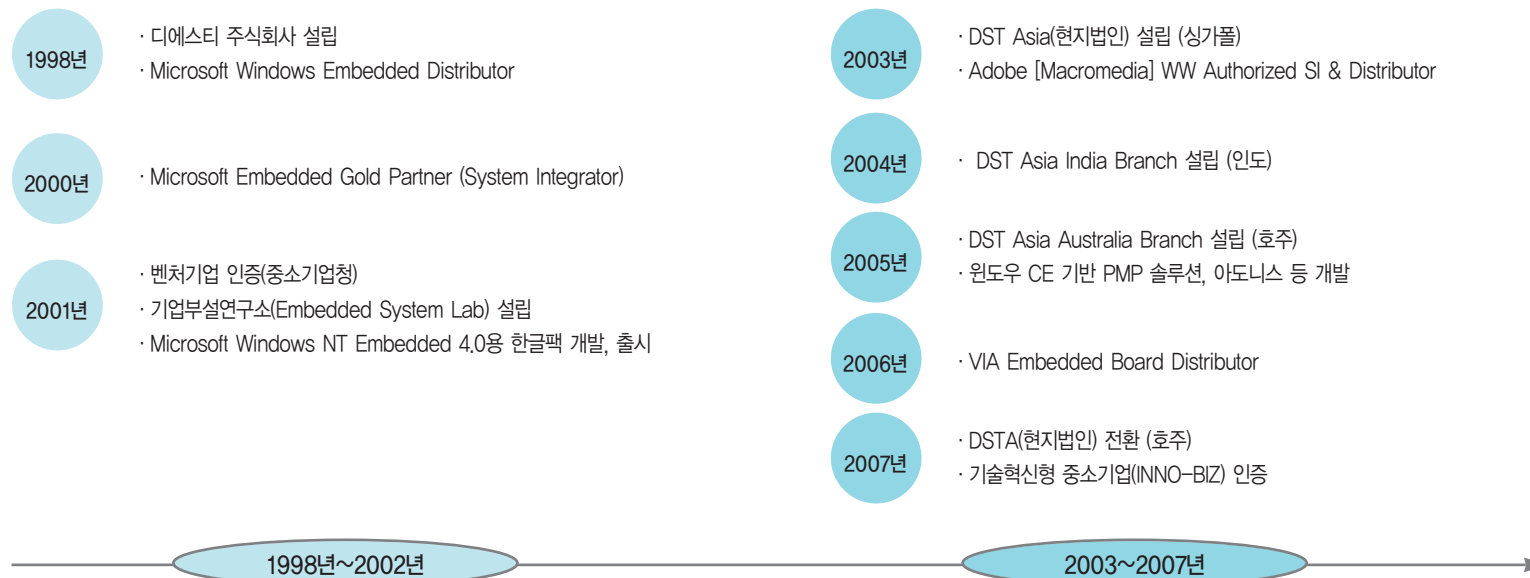 1998년
· 디에스티 주식회사 설립
· Microsoft Windows Embedded Distributor
2000년
· Microsoft Embedded Gold Partner (System Integrator)
2001년
· 벤처기업 인증(중소기업청)
· 기업부설연구소(Embedded System Lab) 설립
· Microsoft Windows NT Embedded 4.0용 한글팩 개발, 출시
2003년
· DST Asia(현지법인) 설립 (싱가폴)
· Adobe [Macromedia] WW Authorized SI & Distributor
2004년
· DST Asia India Branch 설립 (인도)
2005년
· DST Asia Australia Branch 설립 (호주)
· 윈도우 CE 기반 PMP 솔루션, 아도니스 등 개발
2006년
· VIA Embedded Board Distributor
2007년
· DSTA(현지법인) 전환 (호주)
· 기술혁신형 중소기업(INNO-BIZ) 인증
1998년~2002년
2003~2007년